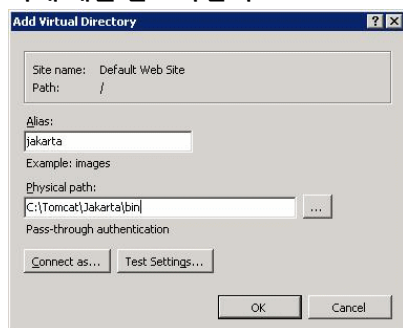 Add Virtual Directory
Site name: Default Web Site
Path: /
Alias:
jakarta
Example: images
Physical path:
C:\Tomcat\Jakarta\bin
...
Pass-through authentication
Connect as... Test Settings...
OK Cancel